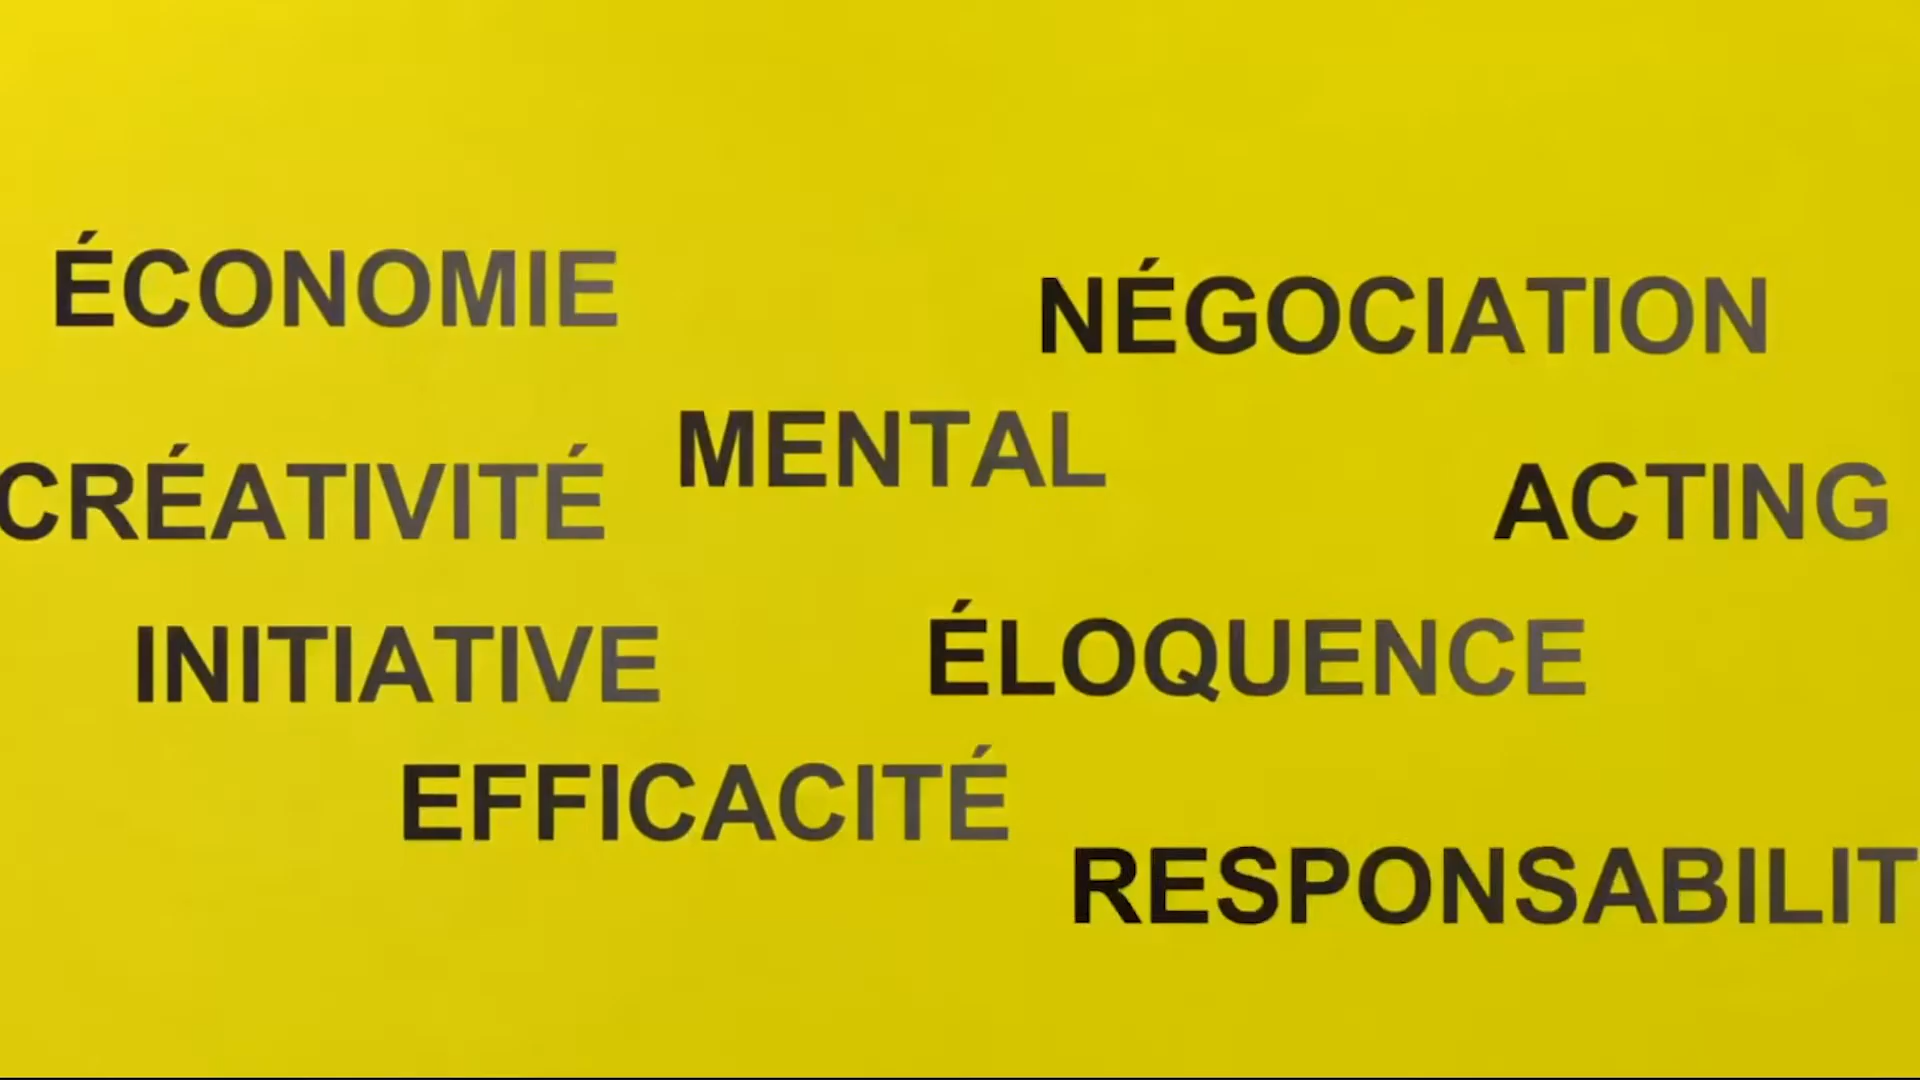 ÉCONOMIE
NÉGOCIATION
MENTAL
CRÉATIVITÉ
ACTING
INITIATIVE
ÉLOQUENCE
EFFICACITÉ
RESPONSABILIT